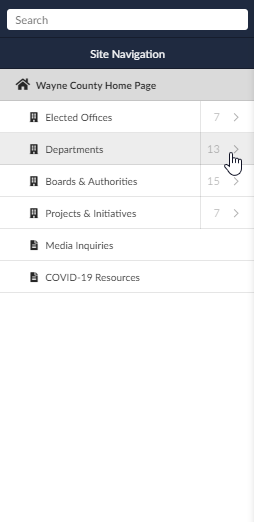 Search
Site Navigation
Wayne County Home Page
Elected Offices 7
Departments 13
Boards & Authorities 15
Projects & Initiatives 7
Media Inquiries
COVID-19 Resources